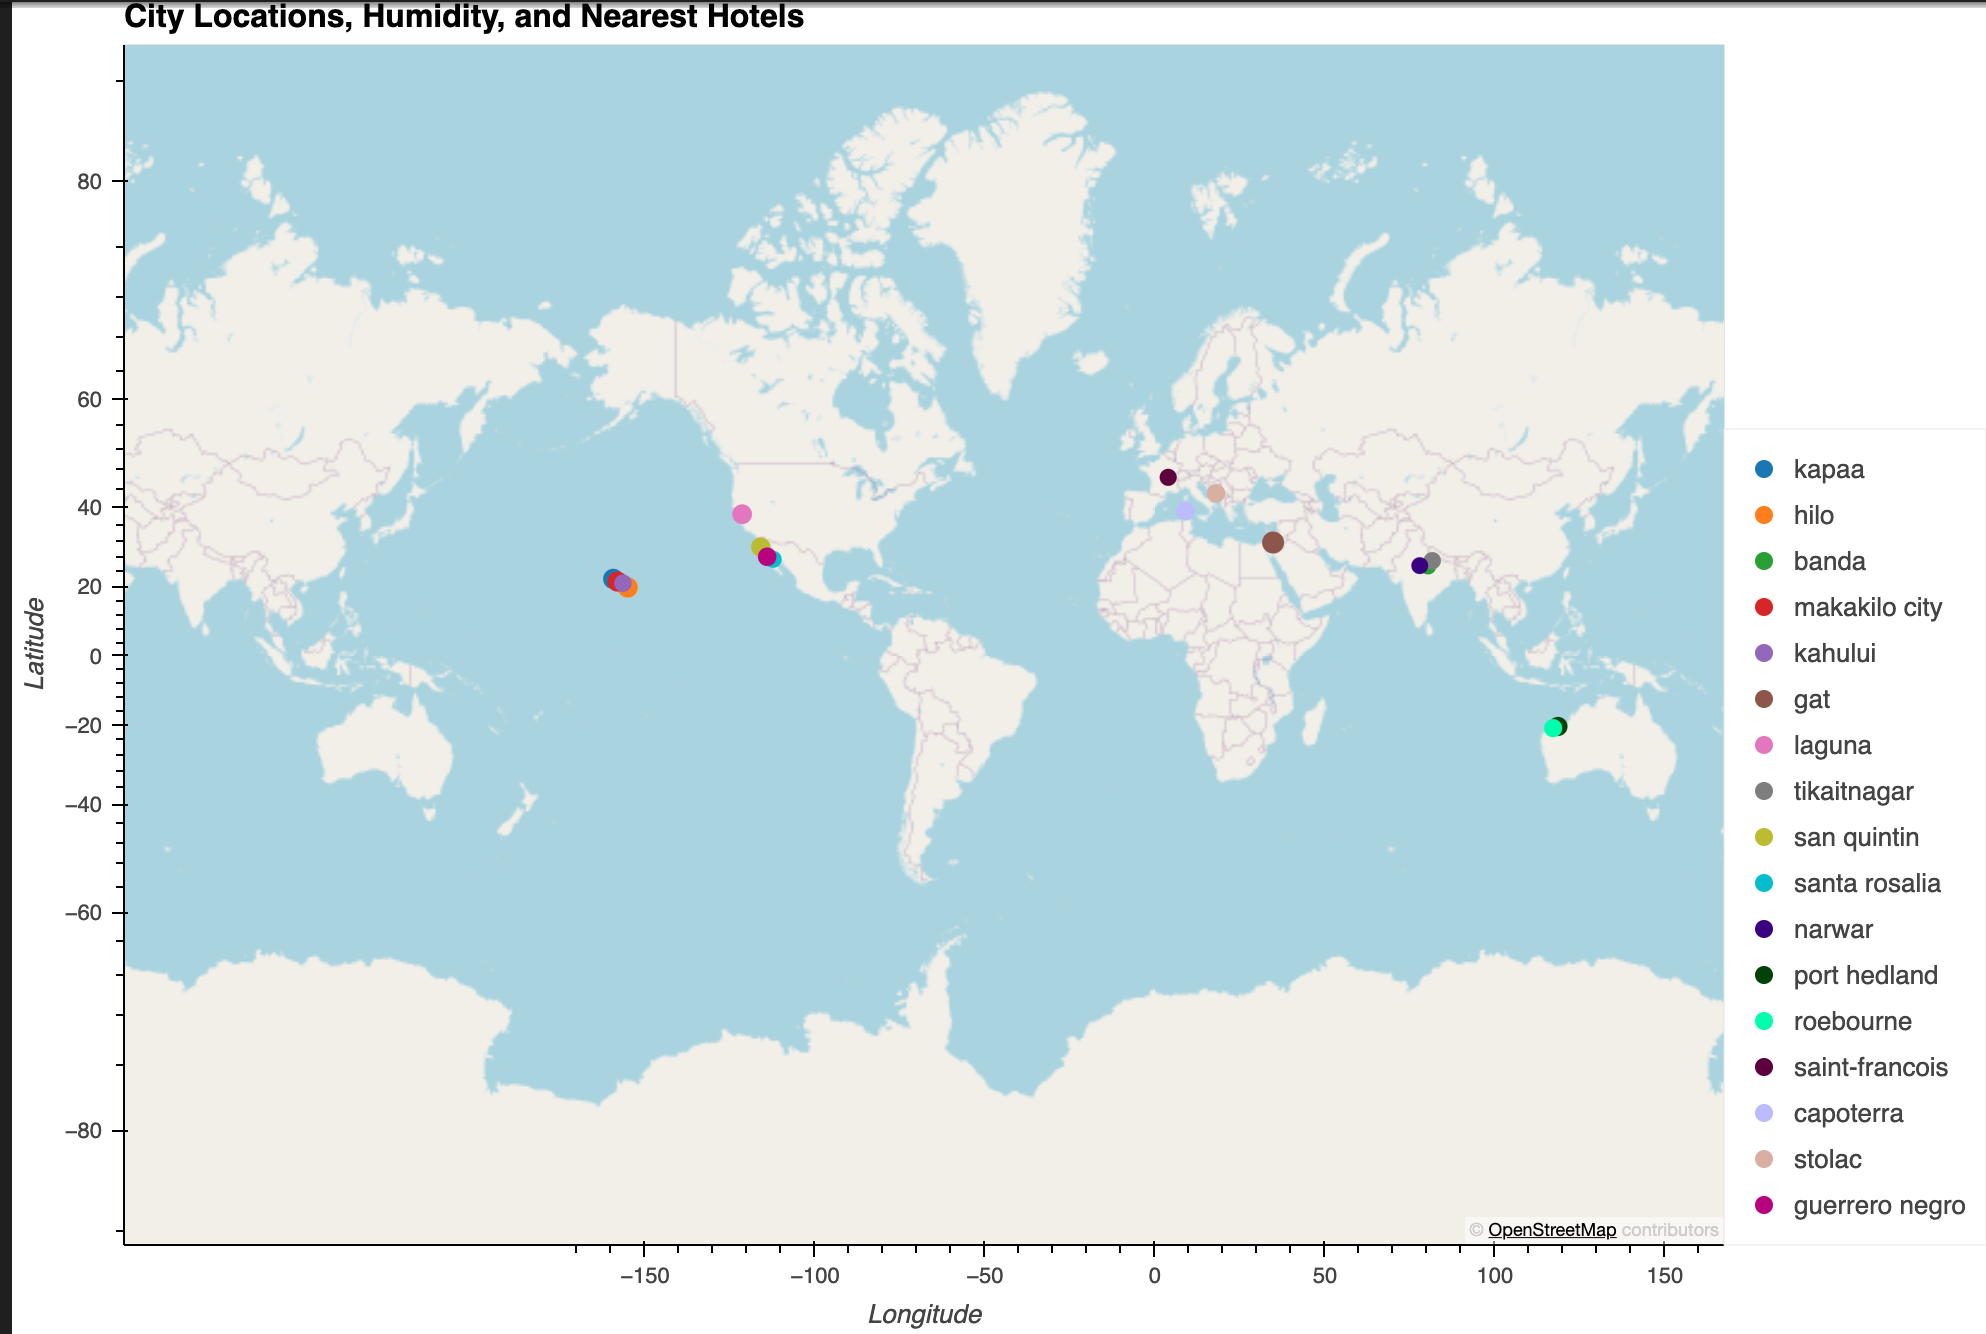 City Locations, Humidity, and Nearest Hotels
80
60
40
20
0
−20
−40
−60
−80
Latitude
−150
−100
−50
0
50
100
150
Longitude
kapaa
hilo
banda
makakilo city
kahului
gat
laguna
tikaitnagar
san quintin
santa rosalia
narwar
port hedland
roebourne
saint-francois
capoterra
stolac
guerrero negro
© OpenStreetMap contributors